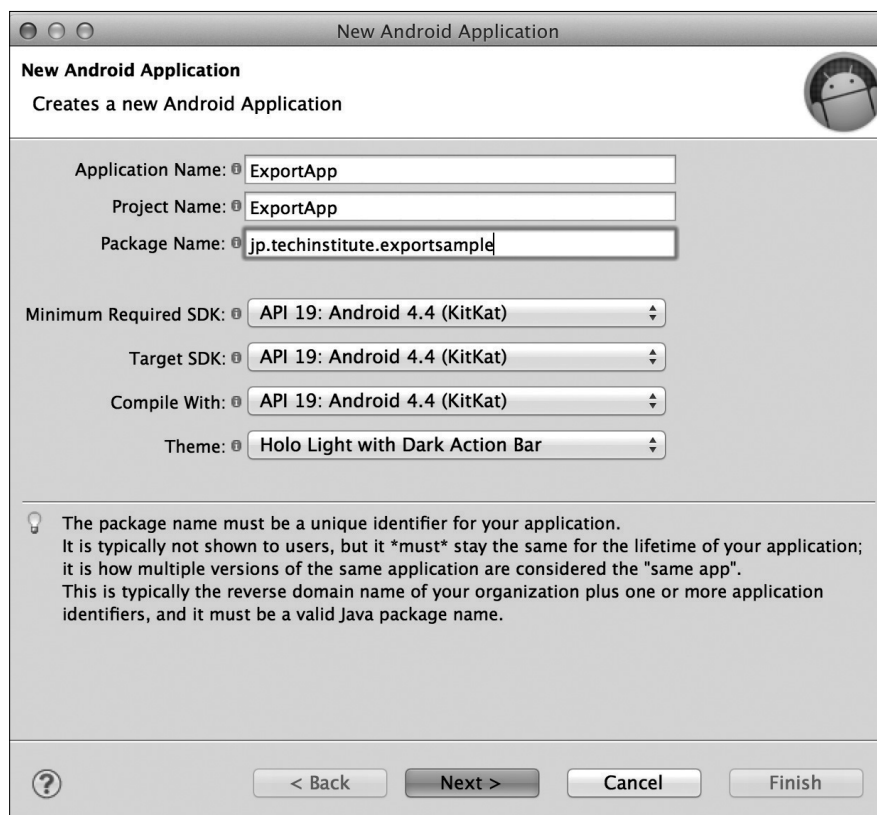 New Android Application
New Android Application
Creates a new Android Application
Application Name: ExportApp
Project Name: ExportApp
Package Name: jp.techinstitute.exportsample
Minimum Required SDK: API 19: Android 4.4 (KitKat)
Target SDK: API 19: Android 4.4 (KitKat)
Compile With: API 19: Android 4.4 (KitKat)
Theme: Holo Light with Dark Action Bar
The package name must be a unique identifier for your application.
It is typically not shown to users, but it *must* stay the same for the lifetime of your application;
it is how multiple versions of the same application are considered the "same app".
This is typically the reverse domain name of your organization plus one or more application
identifiers, and it must be a valid Java package name.
? < Back Next > Cancel Finish